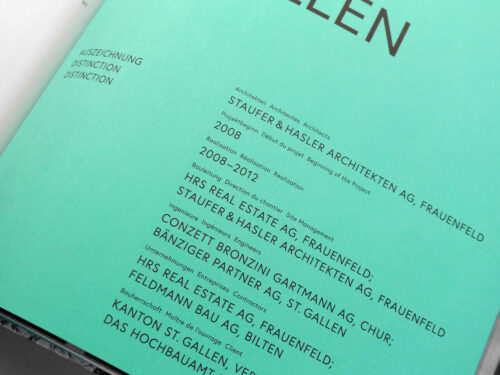 LLEN
AUSZEICHNUNG
DISTINCTION
DISTINCTION
Architekten Architectes Architects
STAUFER & HASLER ARCHITEKTEN AG, FRAUENFELD
Projektbeginn Début du projet Beginning of the Project
2008
Realisation Réalisation Realization
2008–2012
Bauleitung Direction du chantier Site Management
HRS REAL ESTATE AG, FRAUENFELD;
STAUFER & HASLER ARCHITEKTEN AG, FRAUENFELD
Ingenieure Ingénieurs Engineers
CONZETT BRONZINI GARTMANN AG, CHUR;
BÄNZIGER PARTNER AG, ST. GALLEN
Unternehmungen Entreprises Contractors
HRS REAL ESTATE AG, FRAUENFELD;
FELDMANN BAU AG, BILTEN
Bauherrschaft Maître de l'ouvrage Client
KANTON ST. GALLEN, VER
DAS HOCHBAUAMT